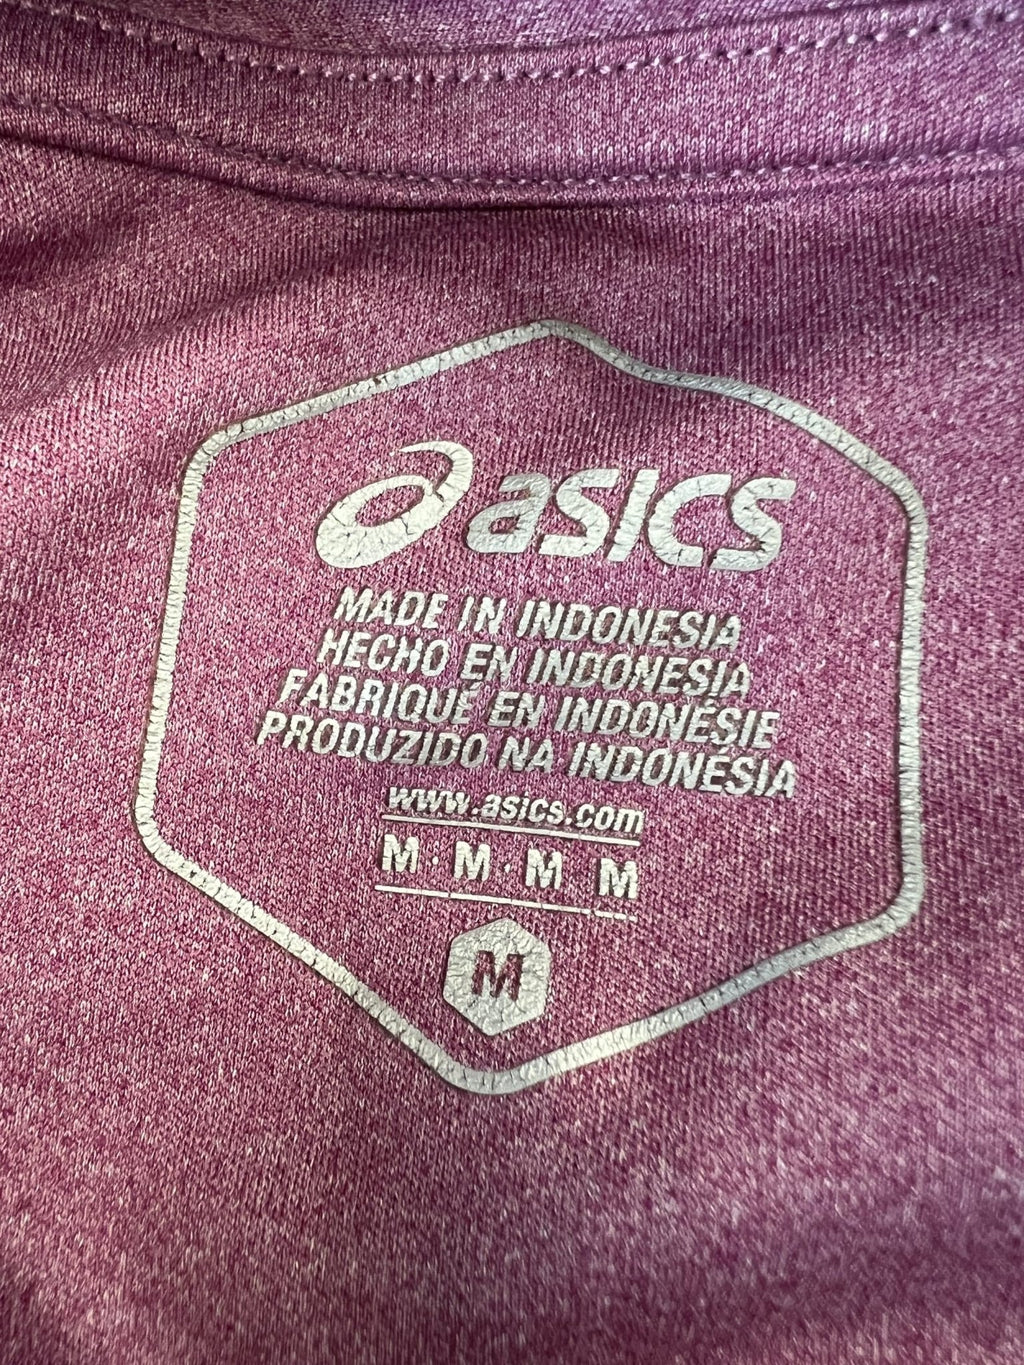 asics
MADE IN INDONESIA
HECHO EN INDONESIA
FABRIQUÉ EN INDONÉSIE
PRODUZIDO NA INDONÉSIA
www.asics.com
M · M · M M
M